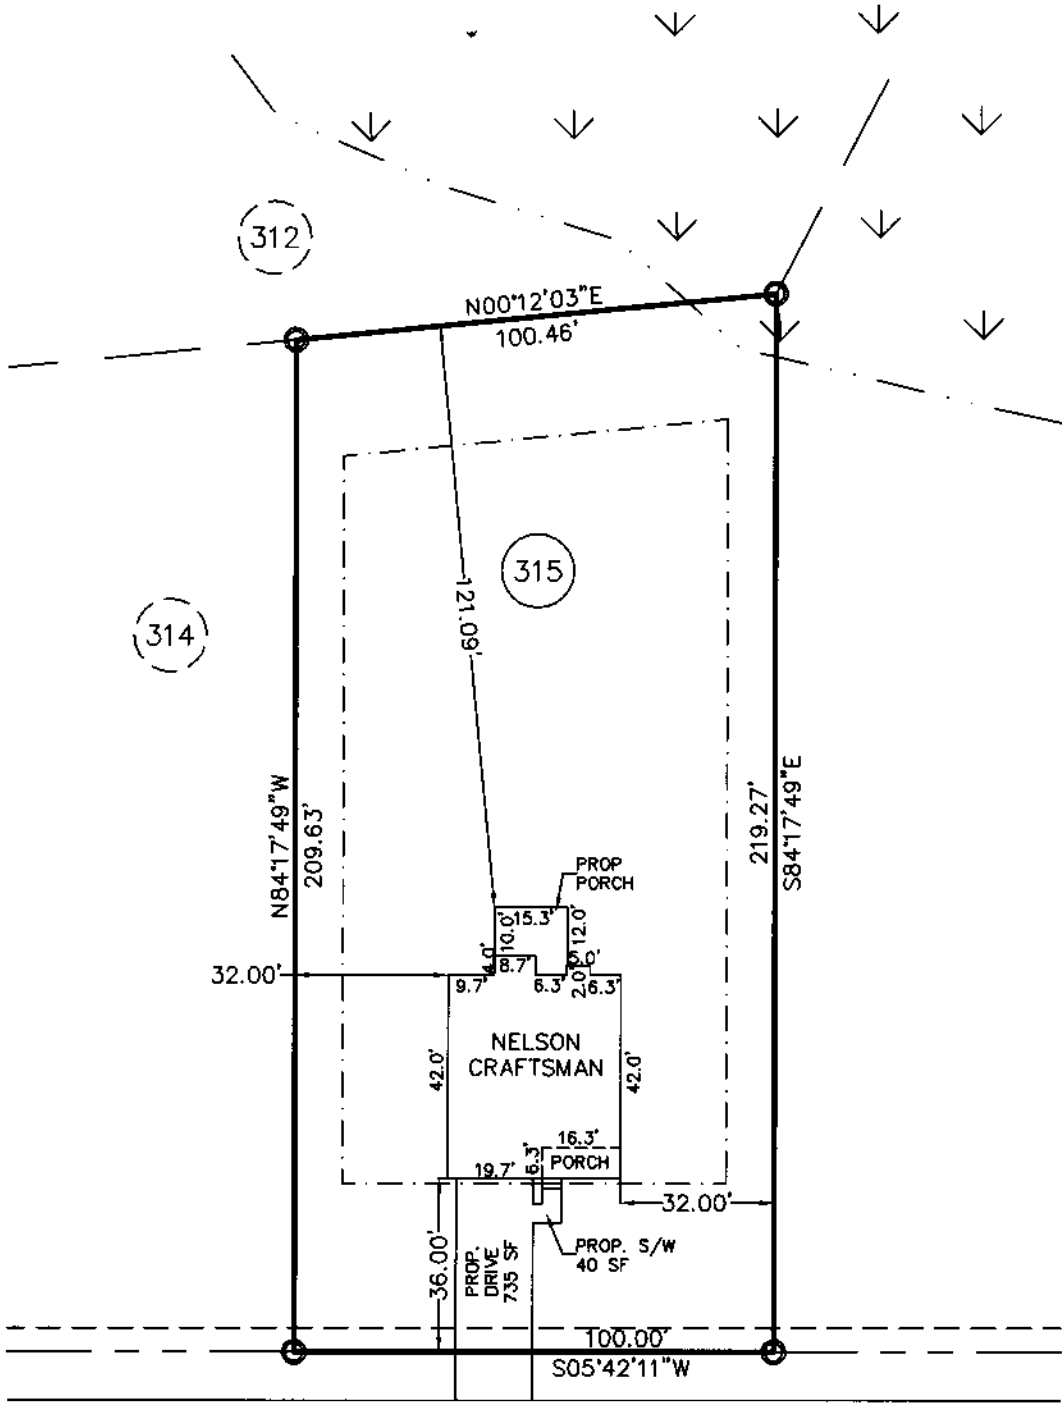 312
N00°12'03"E
100.46'
315
121.09'
314
N84°17'49"W
209.63'
219.27'
S84°17'49"E
PROP
PORCH
15.3'
10.0'
12.0'
4.0'
8.7'
5.0'
32.00'
9.7'
6.3'
2.0'
6.3'
NELSON
CRAFTSMAN
42.0'
42.0'
16.3'
6.3'
PORCH
19.7'
32.00'
36.00'
PROP.
DRIVE
735 SF
PROP. S/W
40 SF
100.00'
S05°42'11"W